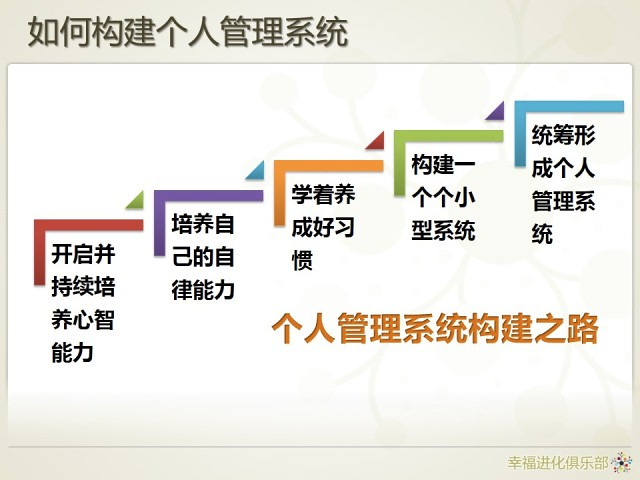 如何构建个人管理系统
开启并
持续培
养心智
能力
培养自
己的自
律能力
学着养
成好习
惯
构建一
个个小
型系统
统筹形
成个人
管理系
统
个人管理系统构建之路
幸福进化俱乐部